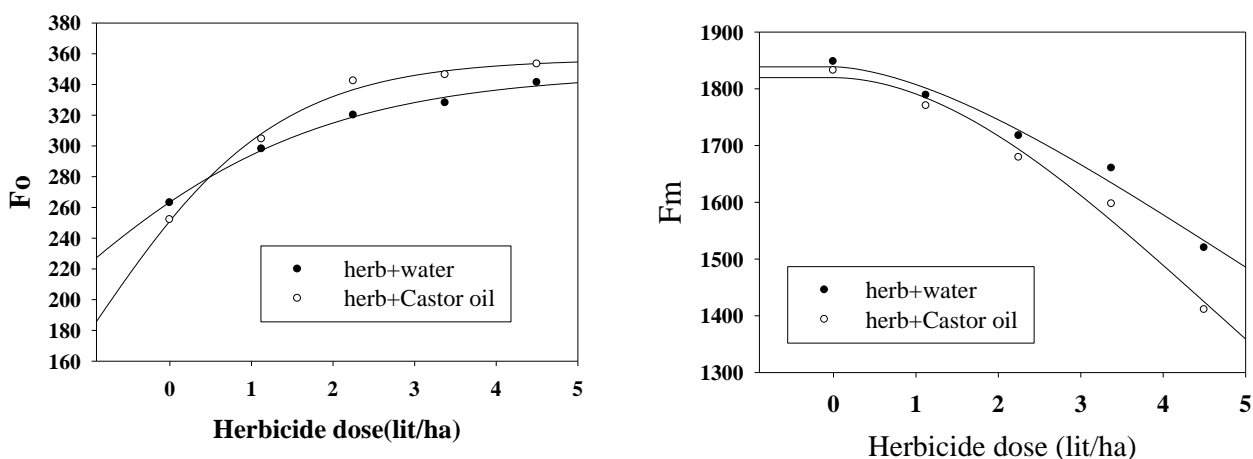 380
360
340
320
300
280
260
240
220
200
180
160
Fo
0 1 2 3 4 5
Herbicide dose(lit/ha)
herb+water
herb+Castor oil
1900
1800
1700
1600
1500
1400
1300
Fm
0 1 2 3 4 5
Herbicide dose (lit/ha)
herb+water
herb+Castor oil